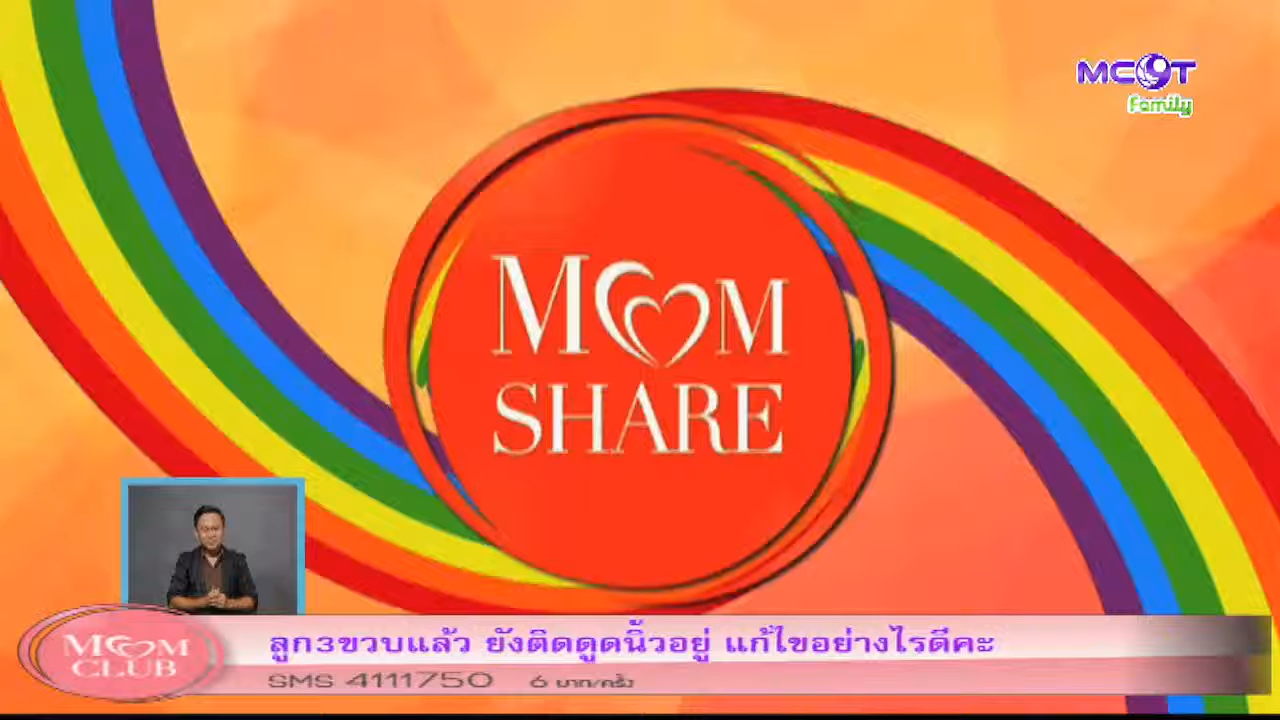 MC9T
Family
MOM
SHARE
MOM
CLUB
ลูก3ขวบแล้ว ยังติดดูดนิ้วอยู่ แก้ไขอย่างไรดีคะ
SMS 4111750 6 บาท/ครั้ง